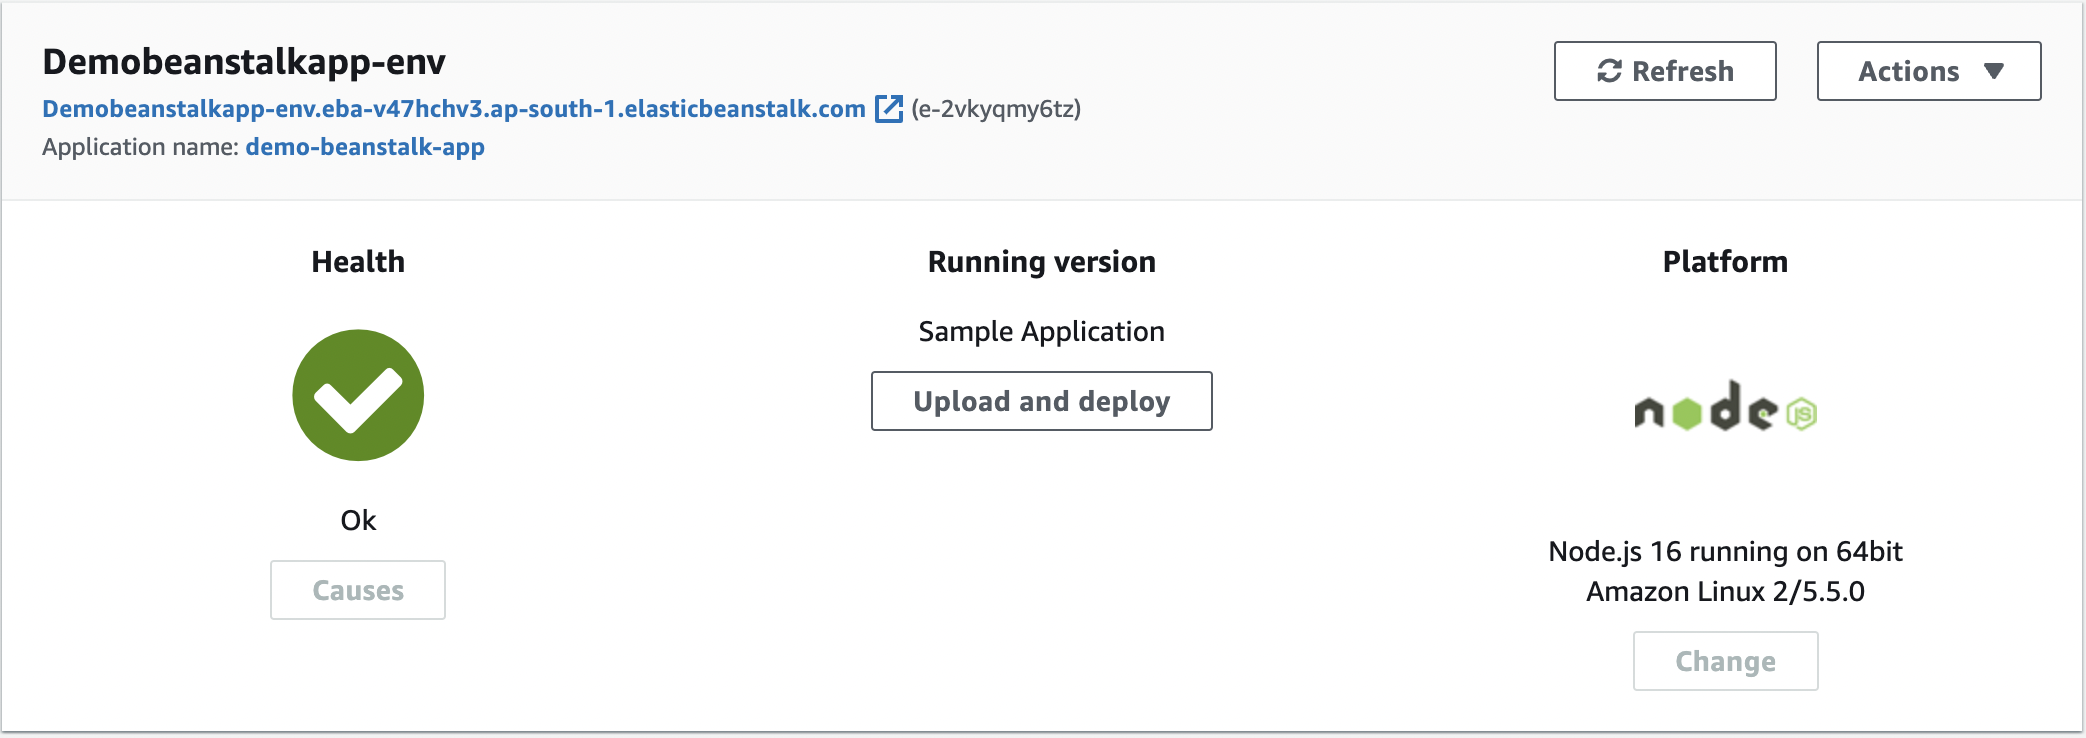 Demobeanstalkapp-env
Refresh
Actions
Demobeanstalkapp-env.eba-v47hchv3.ap-south-1.elasticbeanstalk.com (e-2vkyqmy6tz)
Application name: demo-beanstalk-app
Health
Ok
Causes
Running version
Sample Application
Upload and deploy
Platform
node JS
Node.js 16 running on 64bit
Amazon Linux 2/5.5.0
Change